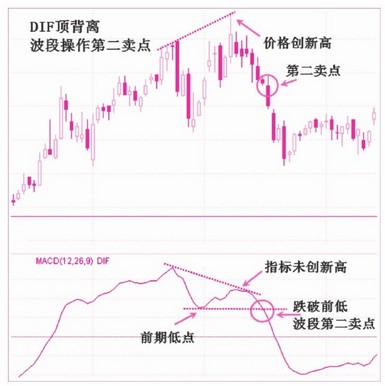 DIF顶背离
波段操作第二卖点
价格创新高
第二卖点
MACD(12,26,9) DIF
指标未创新高
跌破前低
波段第二卖点
前期低点